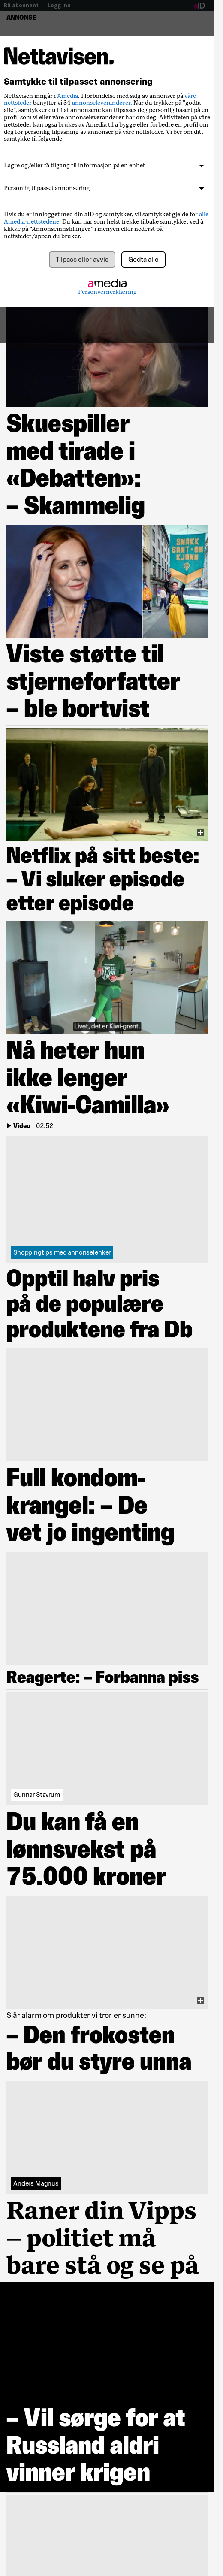 Bli abonnent | Logg inn
aID
ANNONSE
Nettavisen.
Samtykke til tilpasset annonsering
Nettavisen inngår i Amedia. I forbindelse med salg av annonser på våre
nettsteder benytter vi 34 annonseleverandører. Når du trykker på "godta
alle", samtykker du til at annonsene kan tilpasses deg personlig basert på en
profil som vi eller våre annonseleverandører har om deg. Aktiviteten på våre
nettsteder kan også brukes av Amedia til å bygge eller forbedre en profil om
deg for personlig tilpasning av annonser på våre nettsteder. Vi ber om ditt
samtykke til følgende:
Lagre og/eller få tilgang til informasjon på en enhet
Personlig tilpasset annonsering
Hvis du er innlogget med din aID og samtykker, vil samtykket gjelde for alle
Amedia-nettstedene. Du kan når som helst trekke tilbake samtykket ved å
klikke på “Annonseinnstillinger” i menyen eller nederst på
nettstedet/appen du bruker.
Tilpass eller avvis
Godta alle
amedia
Personvernerklæring
Skuespiller
med tirade i
«Debatten»:
– Skammelig
SNAKK
SANT OM
KJØNN
Viste støtte til
stjerneforfatter
– ble bortvist
Netflix på sitt beste:
– Vi sluker episode
etter episode
Livet, det er Kiwi-grønt.
Nå heter hun
ikke lenger
«Kiwi-Camilla»
Video | 02:52
Shoppingtips med annonselenker
Opptil halv pris
på de populære
produktene fra Db
Full kondom-
krangel: – De
vet jo ingenting
Reagerte: – Forbanna piss
Gunnar Stavrum
Du kan få en
lønnsvekst på
75.000 kroner
Slår alarm om produkter vi tror er sunne:
– Den frokosten
bør du styre unna
Anders Magnus
Raner din Vipps
– politiet må
bare stå og se på
– Vil sørge for at
Russland aldri
vinner krigen